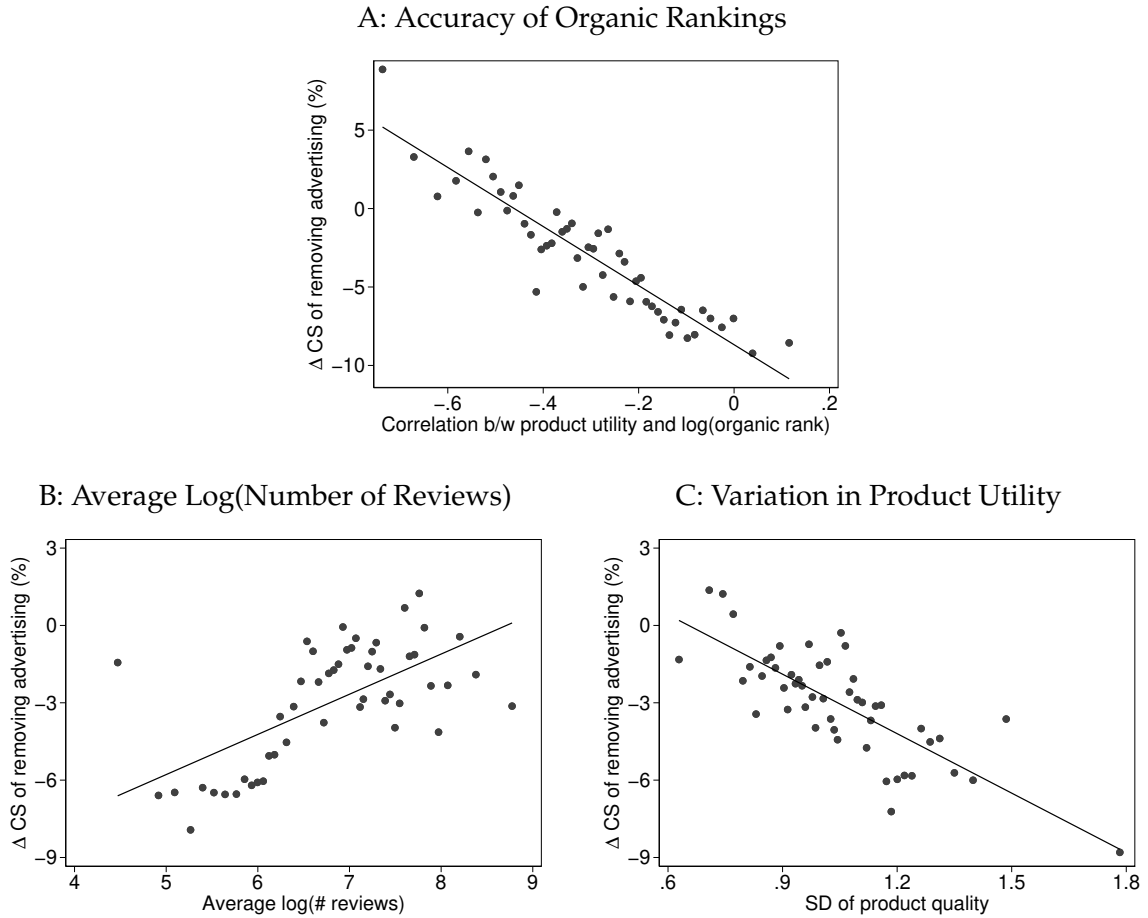 A: Accuracy of Organic Rankings
Δ CS of removing advertising (%)
5
0
−5
−10
−.6 −.4 −.2 0 .2
Correlation b/w product utility and log(organic rank)
B: Average Log(Number of Reviews)
Δ CS of removing advertising (%)
3
0
−3
−6
−9
4 5 6 7 8 9
Average log(# reviews)
C: Variation in Product Utility
Δ CS of removing advertising (%)
3
0
−3
−6
−9
.6 .9 1.2 1.5 1.8
SD of product quality